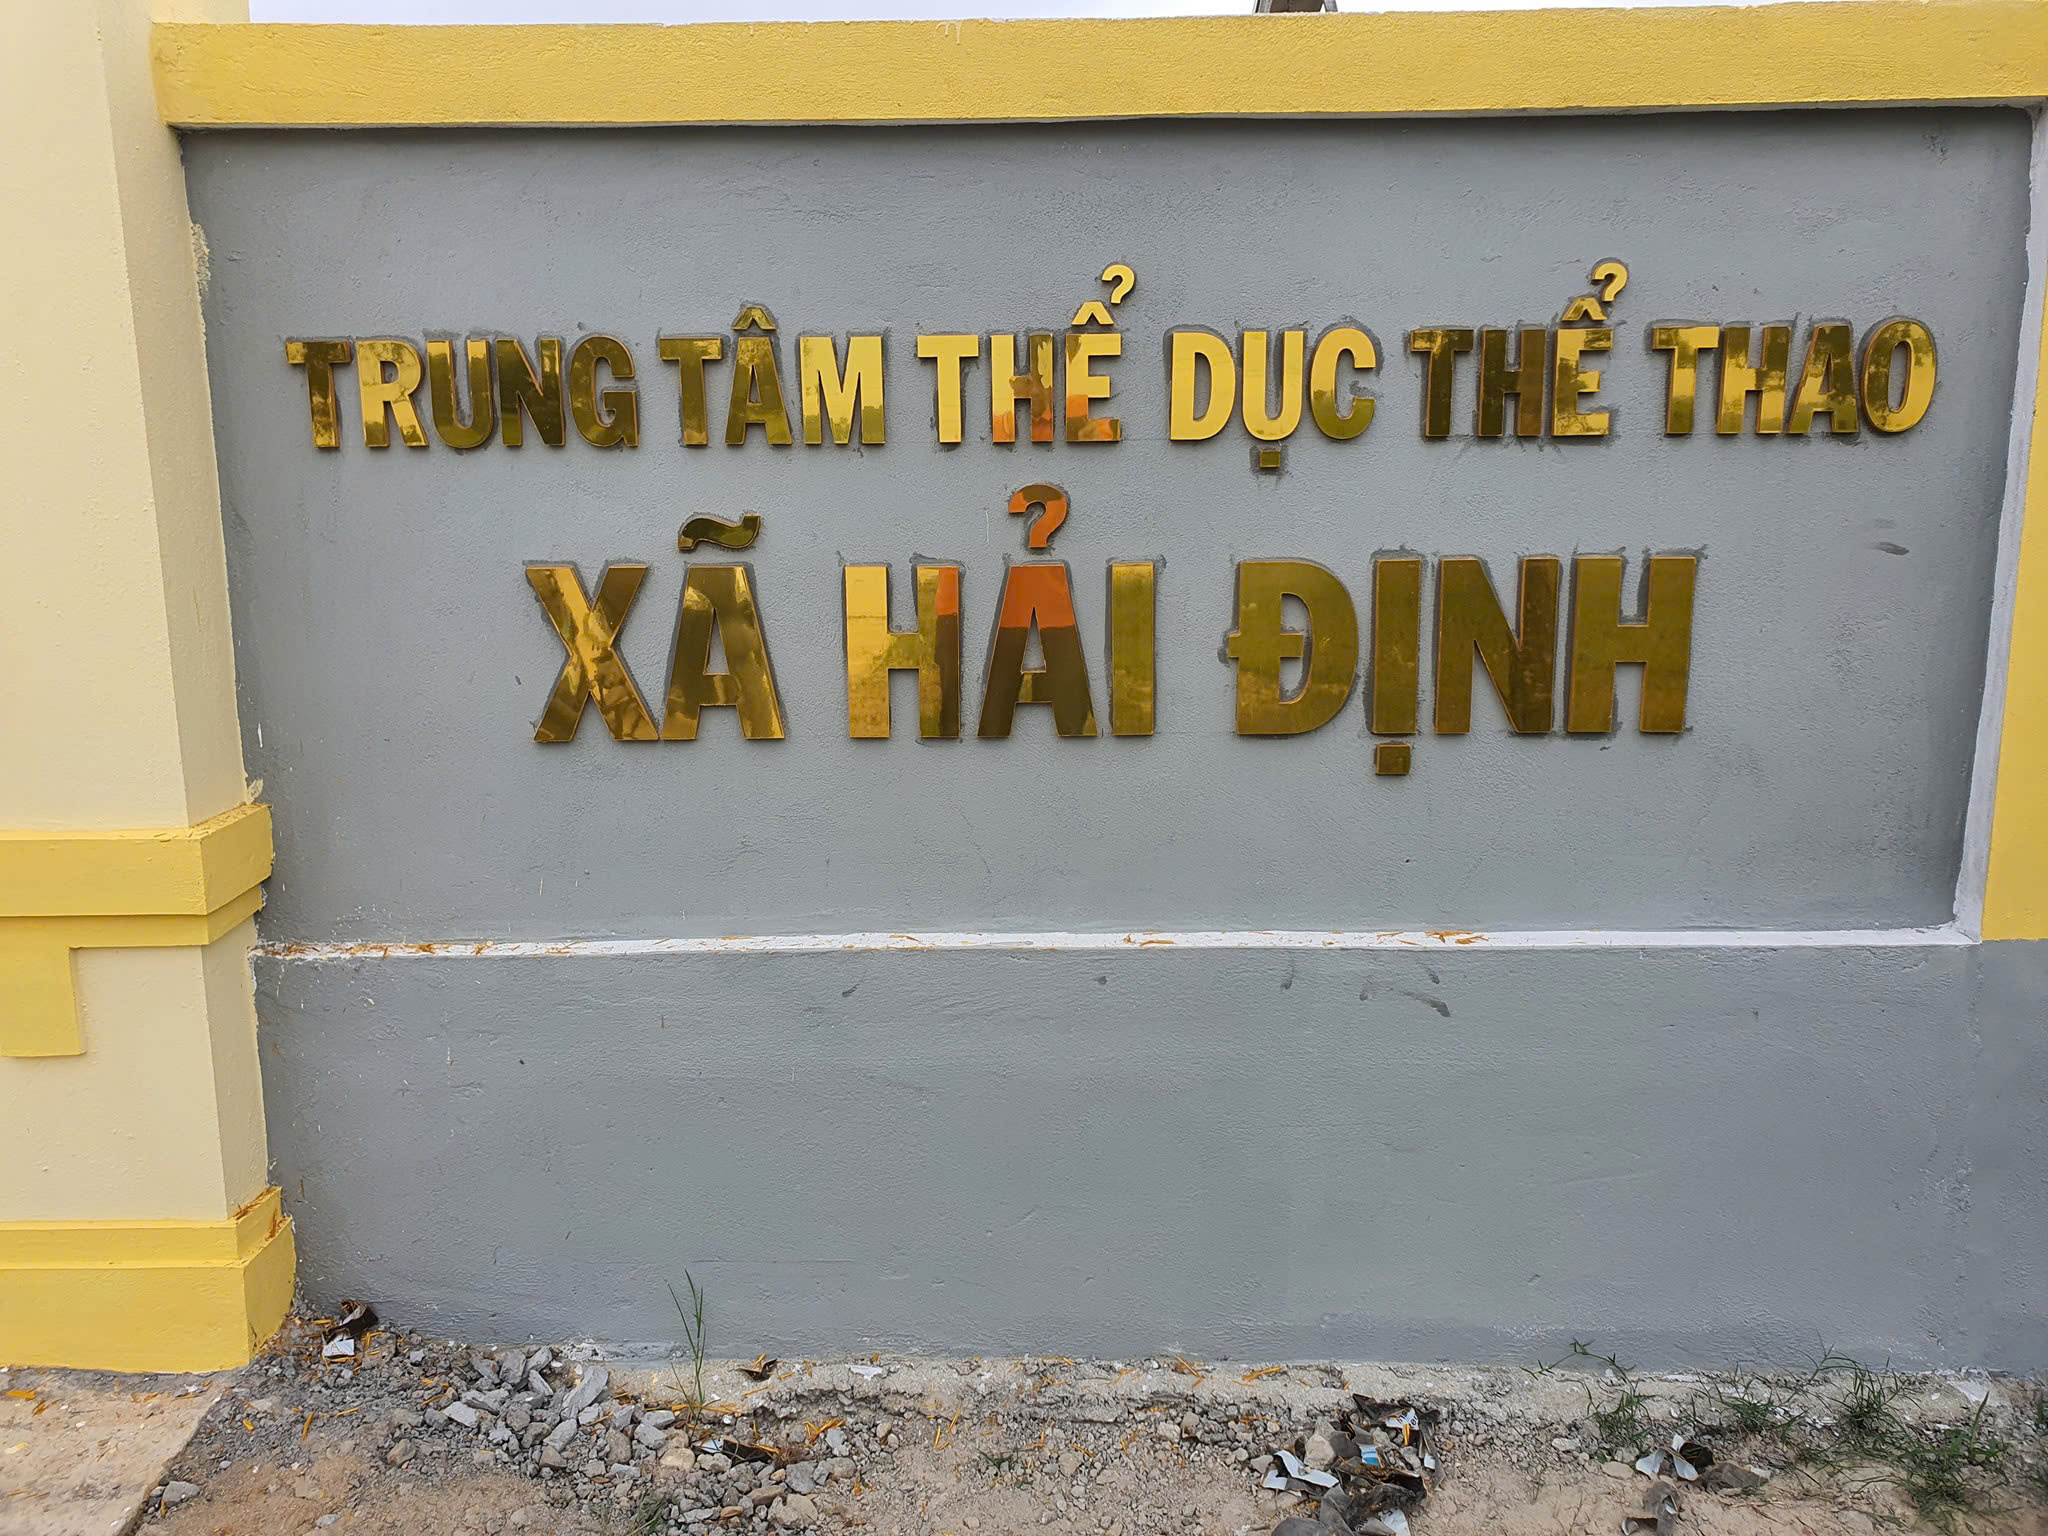 TRUNG TÂM THỂ DỤC THỂ THAO
XÃ HẢI ĐỊNH